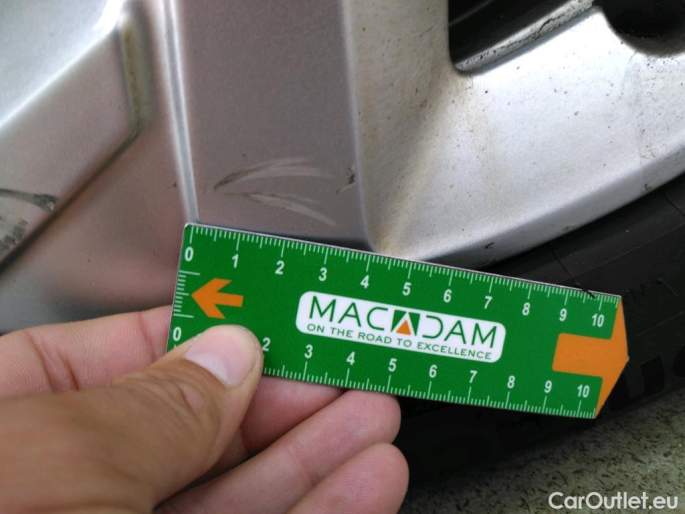 0 1 2 3 4 5 6 7 8 9 10
MACADAM
ON THE ROAD TO EXCELLENCE
0 2 3 4 5 6 7 8 9 10
CarOutlet.eu